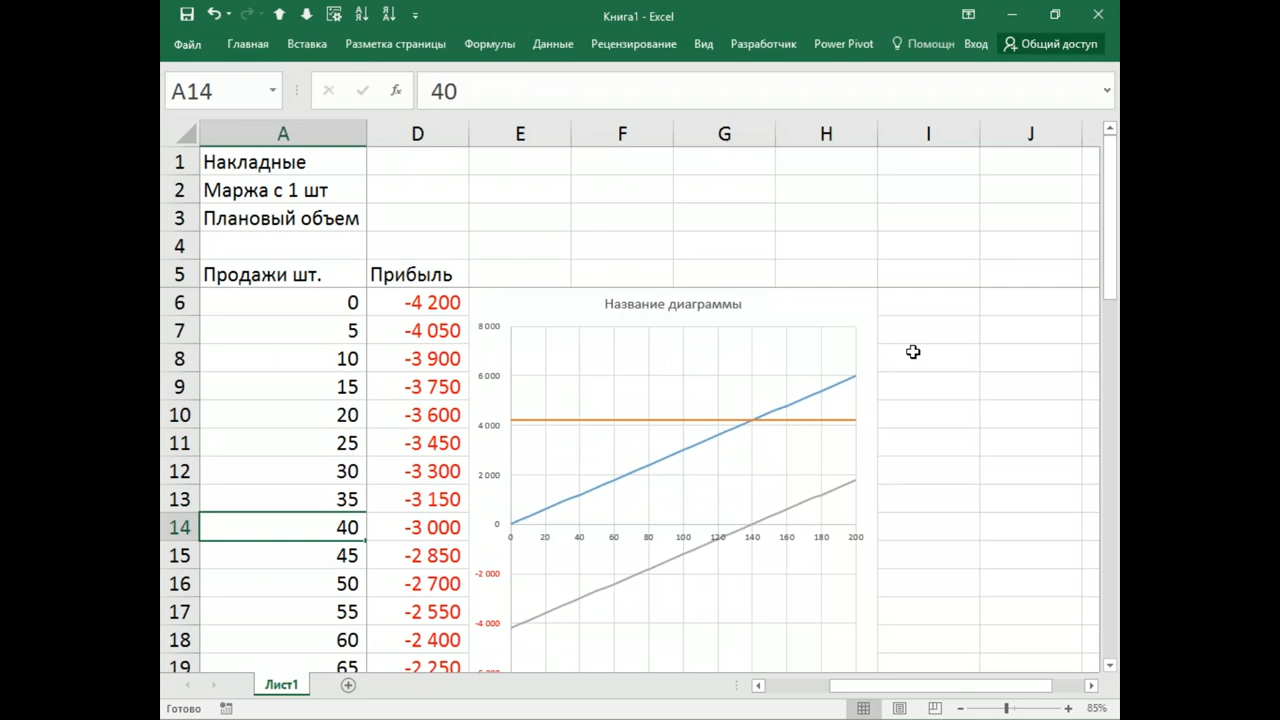 Книга1 - Excel
Файл Главная Вставка Разметка страницы Формулы Данные Рецензирование Вид Разработчик Power Pivot Помощн Вход Общий доступ
A14 fx 40
A D E F G H I J
1 Накладные
2 Маржа с 1 шт
3 Плановый объем
4
5 Продажи шт. Прибыль
6 0 -4 200
7 5 -4 050
8 10 -3 900
9 15 -3 750
10 20 -3 600
11 25 -3 450
12 30 -3 300
13 35 -3 150
14 40 -3 000
15 45 -2 850
16 50 -2 700
17 55 -2 550
18 60 -2 400
19 65 -2 250
Название диаграммы
8 000
6 000
4 000
2 000
0
0 20 40 60 80 100 120 140 160 180 200
-2 000
-4 000
Лист1
Готово 85%